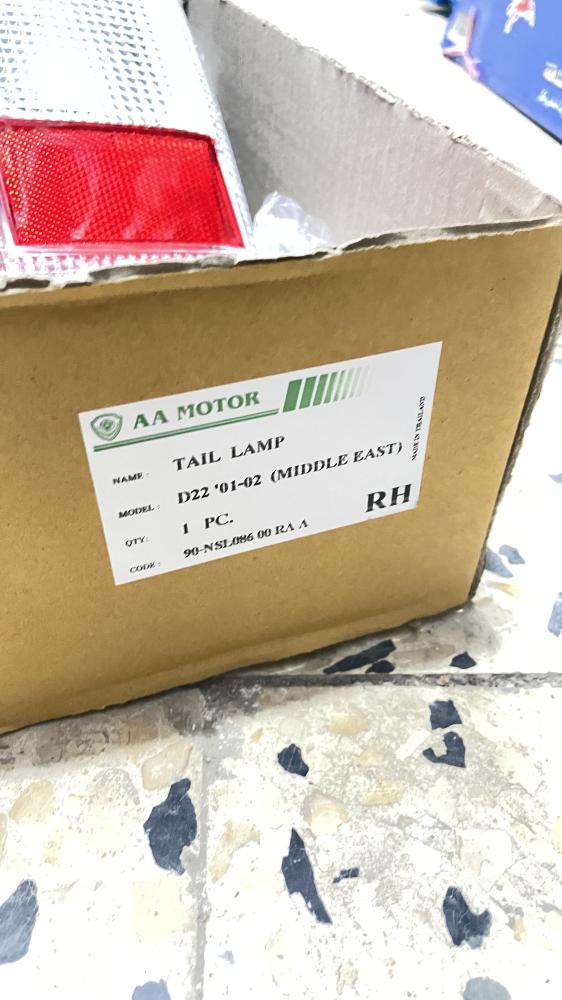 AA MOTOR
NAME : TAIL LAMP
MODEL : D22 '01-02 (MIDDLE EAST)
QTY: 1 PC.
CODE : 90-NSL086 00 RA A
RH
MADE IN THAILAND